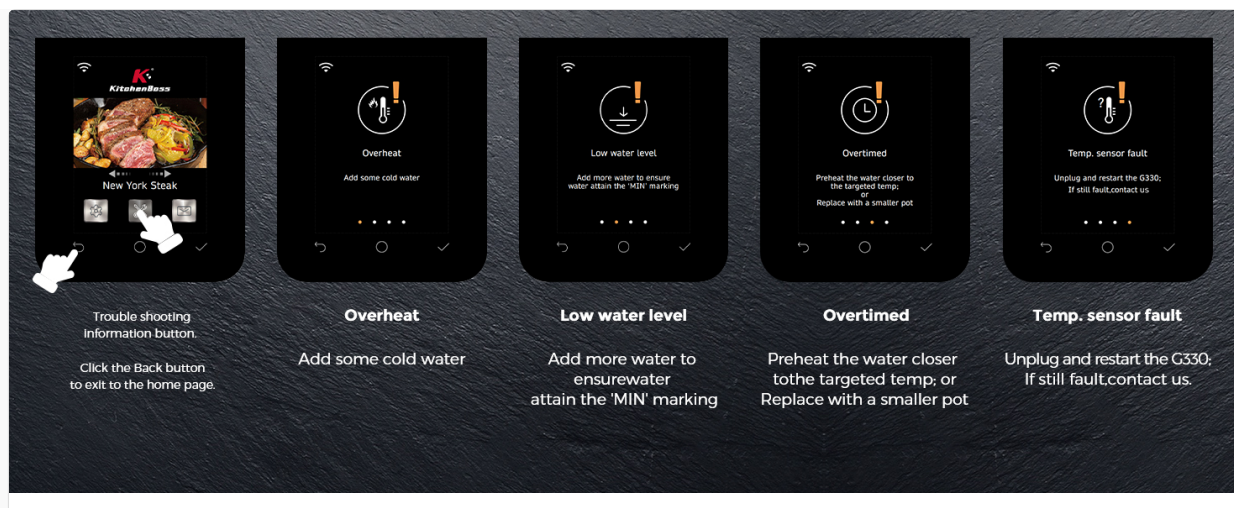 KitchenBoss
New York Steak
Overheat
Add some cold water
Low water level
Add more water to ensure
water attain the 'MIN' marking
Overtimed
Preheat the water closer to
the targeted temp;
or
Replace with a smaller pot
Temp. sensor fault
Unplug and restart the G330;
If still fault,contact us
Trouble shooting
information button.
Click the Back button
to exit to the home page.
Overheat
Add some cold water
Low water level
Add more water to
ensurewater
attain the 'MIN' marking
Overtimed
Preheat the water closer
tothe targeted temp; or
Replace with a smaller pot
Temp. sensor fault
Unplug and restart the G330;
If still fault,contact us.